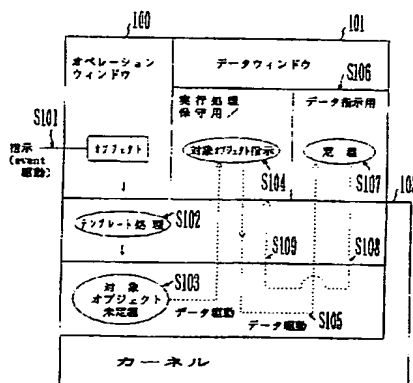 100
101
オペレーション
ウィンドウ
データウィンドウ
S106
実行処理
保守用/
データ指示用
S101
指示
(event
駆動)
オブジェクト
対象オブジェクト指示
定義
S104
S107
テンプレート処理
S102
S109
S108
対象
オブジェクト
未定義
S103
データ駆動
データ駆動
S105
カーネル